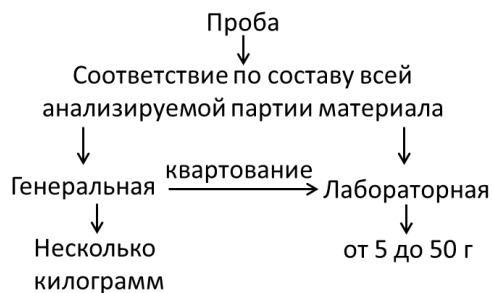 Проба
Соответствие по составу всей
анализируемой партии материала
квартование
Генеральная
Лабораторная
Несколько
килограмм
от 5 до 50 г